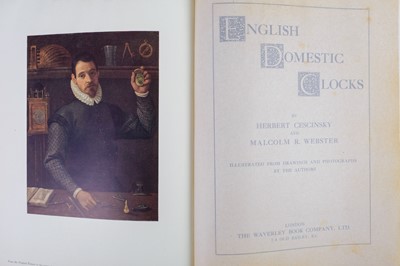 ENGLISH
DOMESTIC
CLOCKS
BY
HERBERT CESCINSKY
AND
MALCOLM R. WEBSTER
ILLUSTRATED FROM DRAWINGS AND PHOTOGRAPHS
BY THE AUTHORS
LONDON
THE WAVERLEY BOOK COMPANY, LTD.